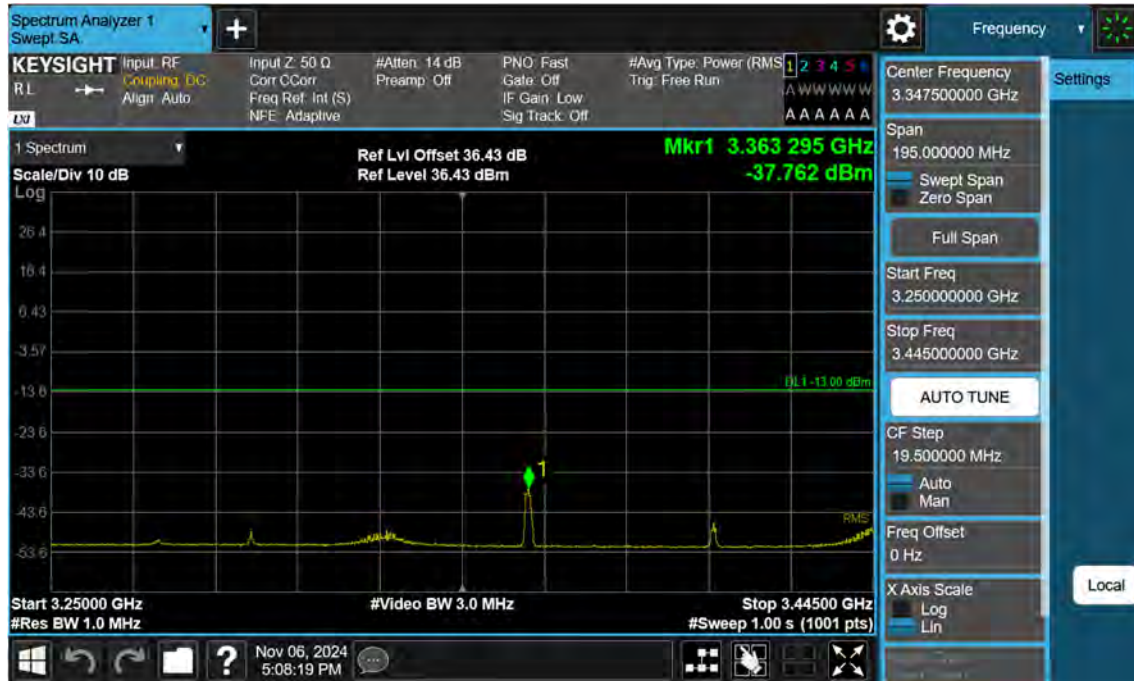 Spectrum Analyzer 1
Swept SA
Frequency
KEYSIGHT
R L
LXI
Input: RF
Coupling: DC
Align: Auto
Input Z: 50 Ω
Corr CCorr
Freq Ref: Int (S)
NFE: Adaptive
#Atten: 14 dB
Preamp: Off
PNO: Fast
Gate: Off
IF Gain: Low
Sig Track: Off
#Avg Type: Power (RMS
Trig: Free Run
1 2 3 4 5 6
A W W W W W
A A A A A A
1 Spectrum
Scale/Div 10 dB
Log
Ref Lvl Offset 36.43 dB
Ref Level 36.43 dBm
Mkr1 3.363 295 GHz
-37.762 dBm
26.4
16.4
6.43
-3.57
-13.6
-23.6
-33.6
-43.6
-53.6
DL1 -13.00 dBm
1
RMS
Start 3.25000 GHz
#Res BW 1.0 MHz
#Video BW 3.0 MHz
Stop 3.44500 GHz
#Sweep 1.00 s (1001 pts)
Nov 06, 2024
5:08:19 PM
Center Frequency
3.347500000 GHz
Settings
Span
195.000000 MHz
Swept Span
Zero Span
Full Span
Start Freq
3.250000000 GHz
Stop Freq
3.445000000 GHz
AUTO TUNE
CF Step
19.500000 MHz
Auto
Man
Freq Offset
0 Hz
X Axis Scale
Log
Lin
Local